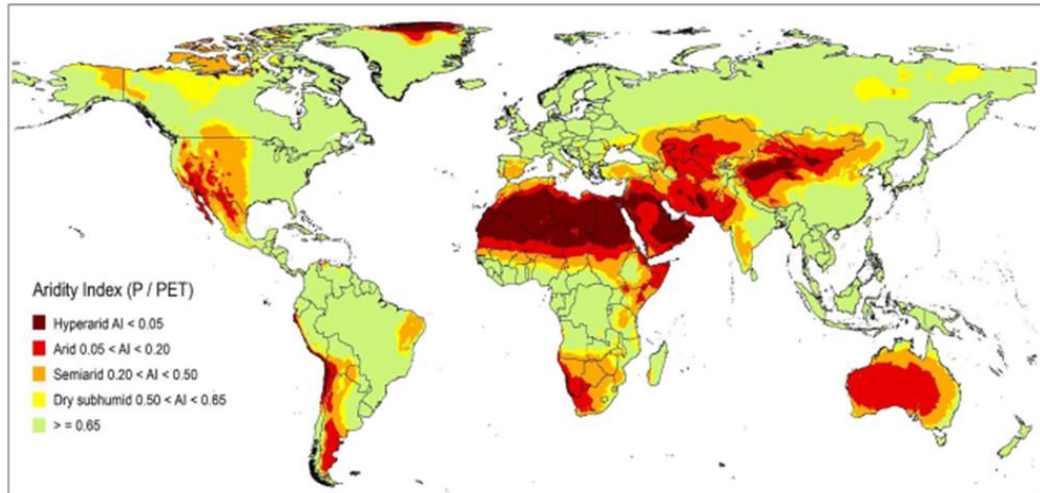 Aridity Index (P / PET)
Hyperarid AI < 0.05
Arid 0.05 < AI < 0.20
Semiarid 0.20 < AI < 0.50
Dry subhumid 0.50 < AI < 0.65
> = 0.65